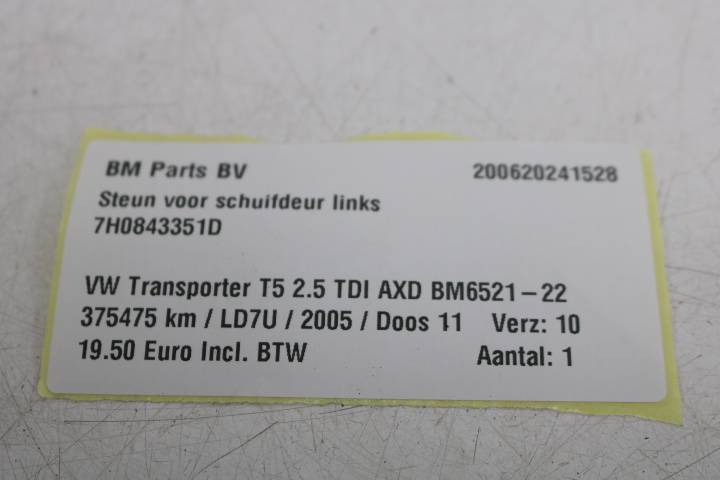 BM Parts BV 200620241528
Steun voor schuifdeur links
7H0843351D
VW Transporter T5 2.5 TDI AXD BM6521-22
375475 km / LD7U / 2005 / Doos 11 Verz: 10
19.50 Euro Incl. BTW Aantal: 1